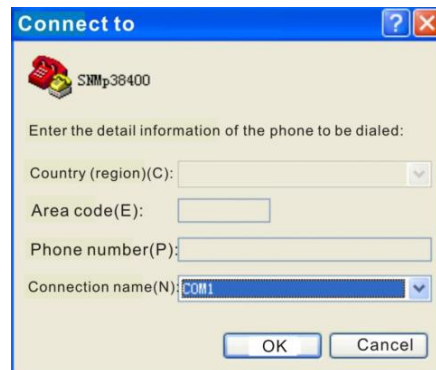 Connect to
SNMp38400
Enter the detail information of the phone to be dialed:
Country (region)(C):
Area code(E):
Phone number(P):
Connection name(N): COM1
OK Cancel